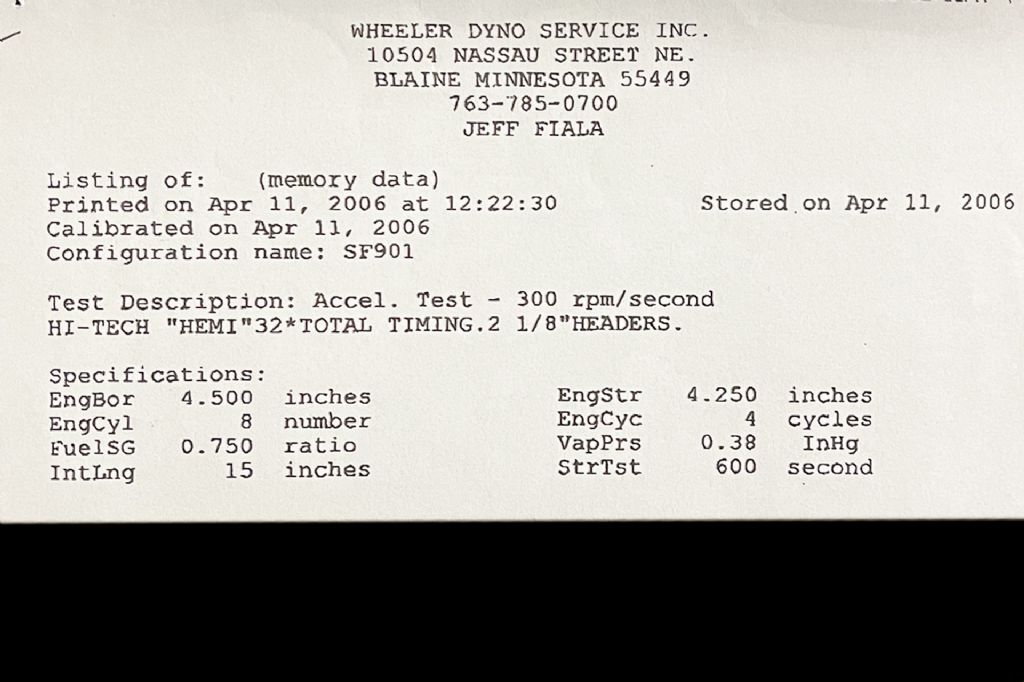 WHEELER DYNO SERVICE INC.
10504 NASSAU STREET NE.
BLAINE MINNESOTA 55449
763-785-0700
JEFF FIALA
Listing of: (memory data)
Printed on Apr 11, 2006 at 12:22:30 Stored on Apr 11, 2006
Calibrated on Apr 11, 2006
Configuration name: SF901
Test Description: Accel. Test - 300 rpm/second
HI-TECH "HEMI"32*TOTAL TIMING.2 1/8"HEADERS.
Specifications:
EngBor 4.500 inches EngStr 4.250 inches
EngCyl 8 number EngCyc 4 cycles
FuelSG 0.750 ratio VapPrs 0.38 InHg
IntLng 15 inches StrTst 600 second